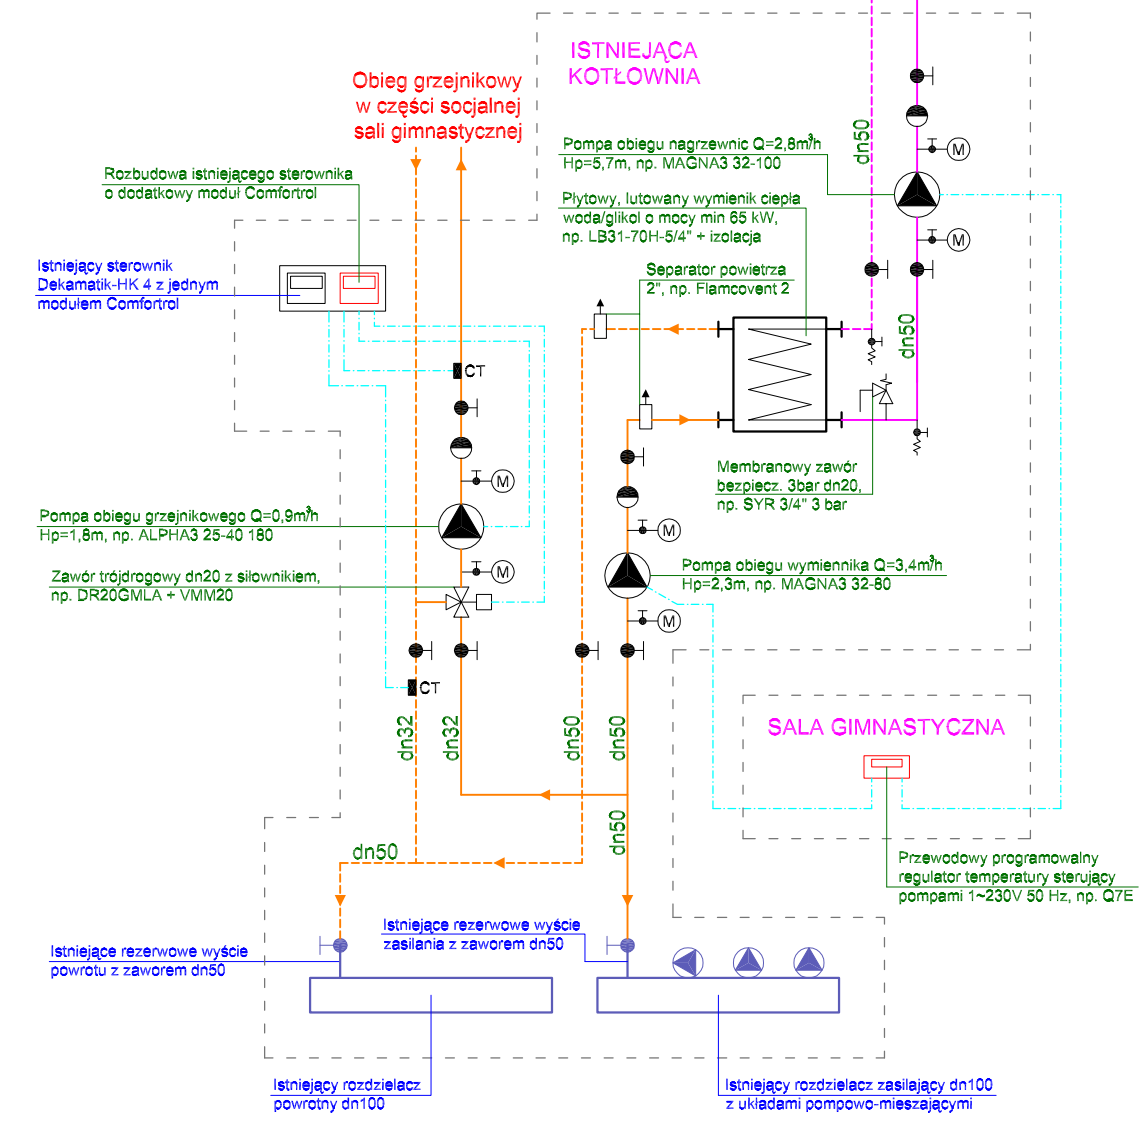 ISTNIEJĄCA
KOTŁOWNIA
Obieg grzejnikowy
w części socjalnej
sali gimnastycznej
Pompa obiegu nagrzewnic Q=2,8m³/h
Hp=5,7m, np. MAGNA3 32-100
dn50
M
Rozbudowa istniejącego sterownika
o dodatkowy moduł Comfortrol
Płytowy, lutowany wymienik ciepła
woda/glikol o mocy min 65 kW,
np. LB31-70H-5/4" + izolacja
M
Istniejący sterownik
Dekamatik-HK 4 z jednym
modułem Comfortrol
Separator powietrza
2", np. Flamcovent 2
dn50
CT
Membranowy zawór
bezpiecz. 3bar dn20,
np. SYR 3/4" 3 bar
M
Pompa obiegu grzejnikowego Q=0,9m³/h
Hp=1,8m, np. ALPHA3 25-40 180
M
Pompa obiegu wymiennika Q=3,4m³/h
Hp=2,3m, np. MAGNA3 32-80
Zawór trójdrogowy dn20 z siłownikiem,
np. DR20GMLA + VMM20
M
M
CT
dn32
dn32
dn50
dn50
SALA GIMNASTYCZNA
dn50
dn50
Przewodowy programowalny
regulator temperatury sterujący
pompami 1~230V 50 Hz, np. Q7E
Istniejące rezerwowe wyście
zasilania z zaworem dn50
Istniejące rezerwowe wyście
powrotu z zaworem dn50
Istniejący rozdzielacz
powrotny dn100
Istniejący rozdzielacz zasilający dn100
z układami pompowo-mieszającymi